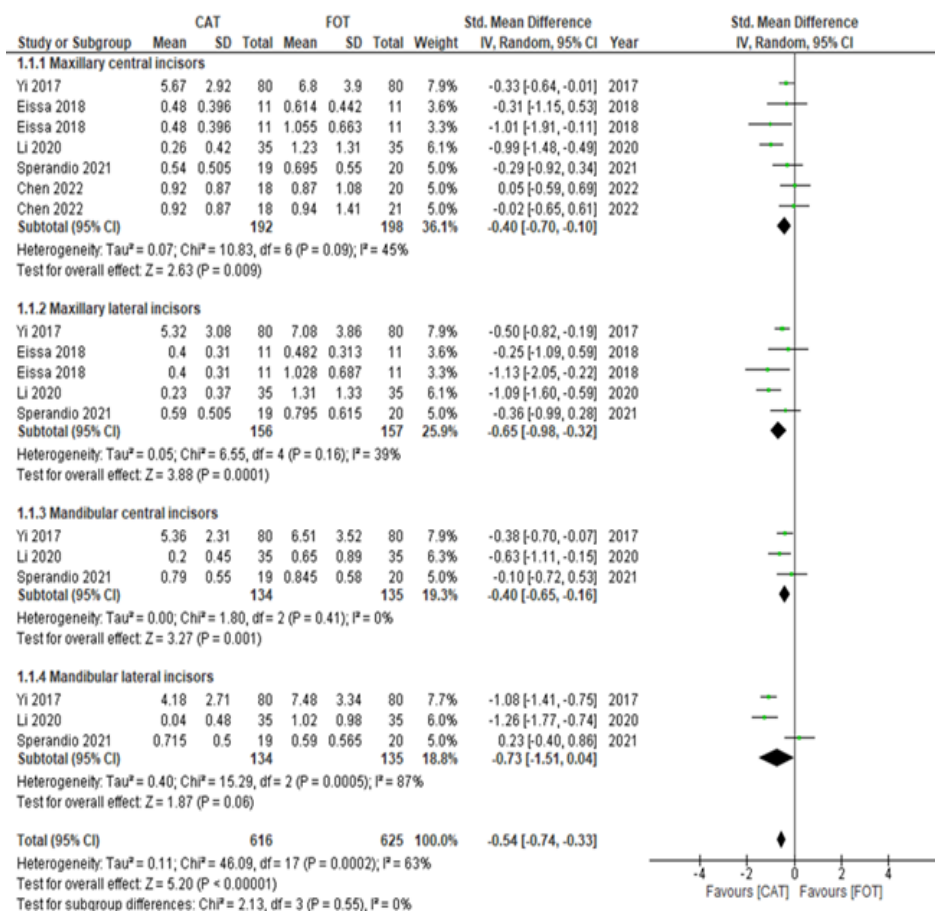 CAT FOT Std. Mean Difference Std. Mean Difference
Study or Subgroup Mean SD Total Mean SD Total Weight IV, Random, 95% CI Year IV, Random, 95% CI
1.1.1 Maxillary central incisors
Yi 2017 5.67 2.92 80 6.8 3.9 80 7.9% -0.33 [-0.64, -0.01] 2017
Eissa 2018 0.48 0.396 11 0.614 0.442 11 3.6% -0.31 [-1.15, 0.53] 2018
Eissa 2018 0.48 0.396 11 1.055 0.663 11 3.3% -1.01 [-1.91, -0.11] 2018
Li 2020 0.26 0.42 35 1.23 1.31 35 6.1% -0.99 [-1.48, -0.49] 2020
Sperandio 2021 0.54 0.505 19 0.695 0.55 20 5.0% -0.29 [-0.92, 0.34] 2021
Chen 2022 0.92 0.87 18 0.87 1.08 20 5.0% 0.05 [-0.59, 0.69] 2022
Chen 2022 0.92 0.87 18 0.94 1.41 21 5.0% -0.02 [-0.65, 0.61] 2022
Subtotal (95% CI) 192 198 36.1% -0.40 [-0.70, -0.10]
Heterogeneity: Tau² = 0.07; Chi² = 10.83, df = 6 (P = 0.09); I² = 45%
Test for overall effect: Z = 2.63 (P = 0.009)
1.1.2 Maxillary lateral incisors
Yi 2017 5.32 3.08 80 7.08 3.86 80 7.9% -0.50 [-0.82, -0.19] 2017
Eissa 2018 0.4 0.31 11 0.482 0.313 11 3.6% -0.25 [-1.09, 0.59] 2018
Eissa 2018 0.4 0.31 11 1.028 0.687 11 3.2% -1.13 [-2.05, -0.22] 2018
Li 2020 0.23 0.37 35 1.31 1.33 35 6.1% -1.09 [-1.60, -0.59] 2020
Sperandio 2021 0.59 0.505 19 0.795 0.615 20 5.0% -0.36 [-0.99, 0.28] 2021
Subtotal (95% CI) 156 157 25.9% -0.65 [-0.98, -0.32]
Heterogeneity: Tau² = 0.05; Chi² = 6.55, df = 4 (P = 0.16); I² = 39%
Test for overall effect: Z = 3.88 (P = 0.0001)
1.1.3 Mandibular central incisors
Yi 2017 5.36 2.31 80 6.51 3.52 80 7.9% -0.38 [-0.70, -0.07] 2017
Li 2020 0.2 0.45 35 0.65 0.89 35 6.3% -0.63 [-1.11, -0.15] 2020
Sperandio 2021 0.79 0.55 19 0.845 0.58 20 5.0% -0.10 [-0.72, 0.53] 2021
Subtotal (95% CI) 134 135 19.3% -0.40 [-0.65, -0.16]
Heterogeneity: Tau² = 0.00; Chi² = 1.80, df = 2 (P = 0.41); I² = 0%
Test for overall effect: Z = 3.27 (P = 0.001)
1.1.4 Mandibular lateral incisors
Yi 2017 4.18 2.71 80 7.48 3.34 80 7.7% -1.08 [-1.41, -0.75] 2017
Li 2020 0.04 0.48 35 1.02 0.98 35 6.0% -1.26 [-1.77, -0.74] 2020
Sperandio 2021 0.715 0.5 19 0.59 0.565 20 5.0% 0.23 [-0.40, 0.86] 2021
Subtotal (95% CI) 134 135 18.8% -0.73 [-1.51, 0.04]
Heterogeneity: Tau² = 0.40; Chi² = 15.29, df = 2 (P = 0.0005); I² = 87%
Test for overall effect: Z = 1.87 (P = 0.06)
Total (95% CI) 616 625 100.0% -0.54 [-0.74, -0.33]
Heterogeneity: Tau² = 0.11; Chi² = 46.09, df = 17 (P = 0.0002); I² = 63%
Test for overall effect: Z = 5.20 (P < 0.00001)
Test for subgroup differences: Chi² = 2.13, df = 3 (P = 0.55), I² = 0%
-4 -2 0 2 4
Favours [CAT] Favours [FOT]